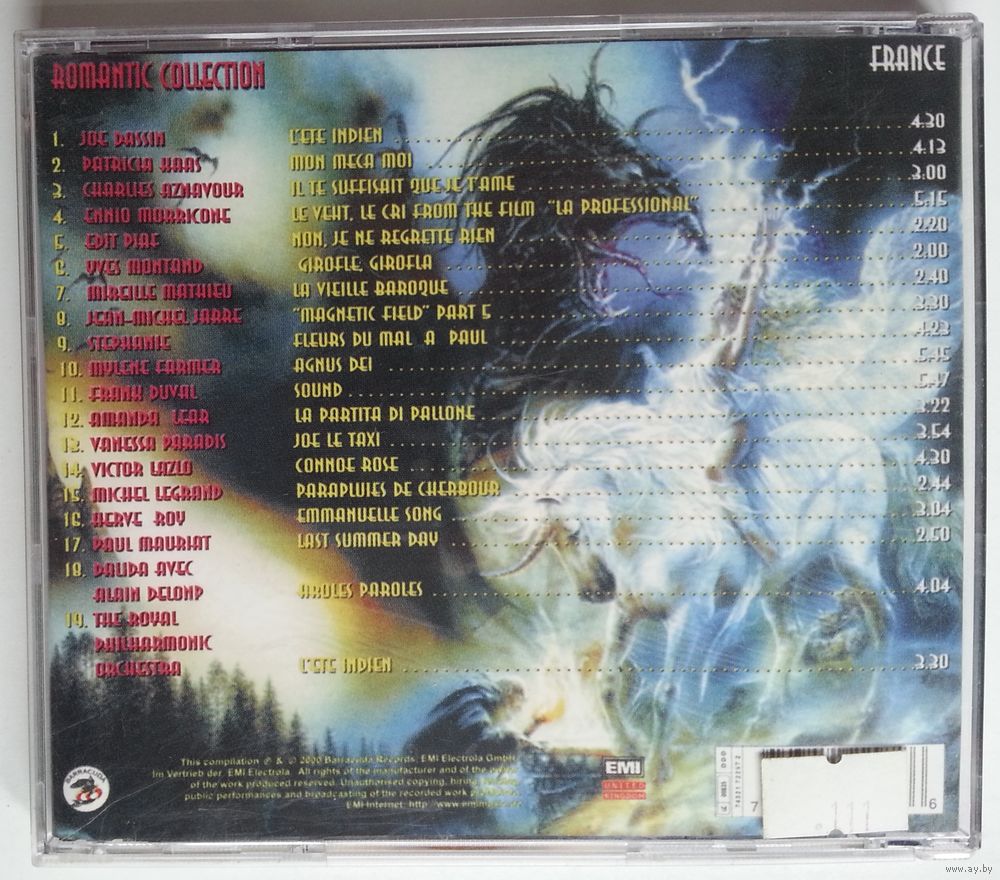 ROMANTIC COLLECTION
FRANCE
1. JOE DASSIN L'ETE INDIEN 4.30
2. PATRICIA KAAS MON MECA MOI 4.13
3. CHARLIES AZNAVOUR IL TE SUFFISAIT QUE JE T'AME 3.00
4. ENNIO MORRICONE LE VEHT, LE CRI FROM THE FILM "LA PROFESSIONAL" 5.15
5. EDIT PIAF NON, JE NE REGRETTE RIEN 2.20
6. YVES MONTAND GIROFLE, GIROFLA 2.00
7. MIREILLE MATHIEU LA VIEILLE BAROQUE 2.40
8. JEAN-MICHEL JARRE "MAGNETIC FIELD" PART 5 3.30
9. STEPHANIE FLEURS DU MAL A PAUL 4.23
10. MYLENE FARMER AGNUS DEI 5.45
11. FRANK DUVAL SOUND 5.47
12. AMANDA LEAR LA PARTITA DI PALLONE 3.22
13. VANESSA PARADIS JOE LE TAXI 3.54
14. VICTOR LAZLO CONNOE ROSE 4.30
15. MICHEL LEGRAND PARAPLUIES DE CHERBOUR 2.44
16. HERVE ROY EMMANUELLE SONG 3.04
17. PAUL MAURIAT LAST SUMMER DAY 2.50
18. DALIDA AVEC
ALAIN DELONP AROLES PAROLES 4.04
19. THE ROYAL
PHILHARMONIC
ORCHESTRA L'ETE INDIEN 3.30
This compilation ℗ & © 2000 Barracuda Records, EMI Electrola GmbH
Im Vertrieb der EMI Electrola. All rights of the manufacturer and of the
of the work produced reserved. Unauthorised copying, hiring
public performances and broadcasting of the recorded work
EMI-Internet: http
BARRACUDA
EMI
UNITED
KINGDOM
7
111
6
www.ay.by